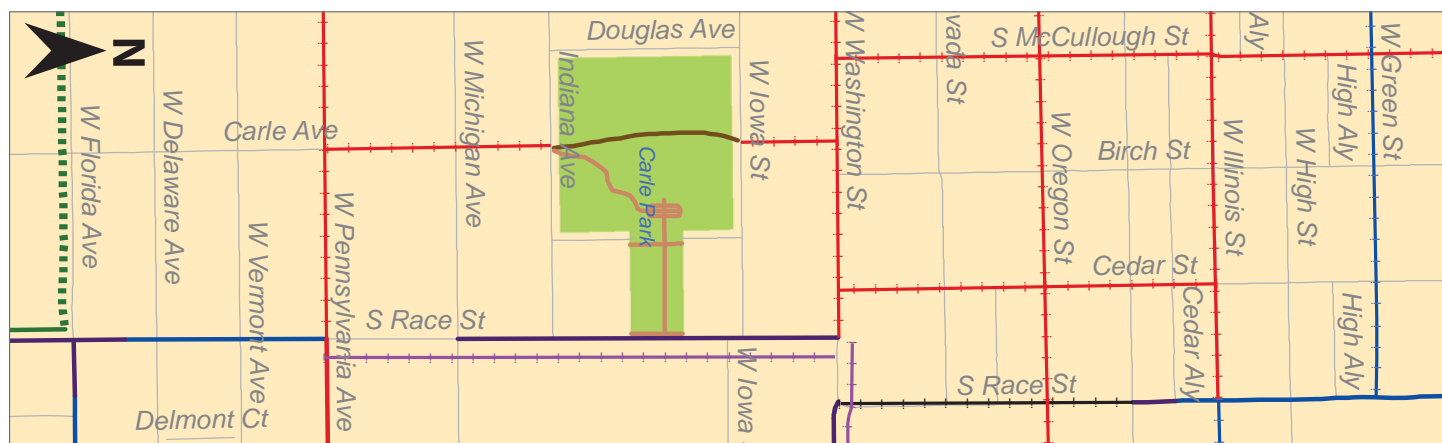 N
Douglas Ave
S McCullough St
Aly
W Green St
vada St
W Michigan Ave
Indiana Ave
W Iowa St
W Washington St
High Aly
W Florida Ave
W Delaware Ave
Carle Ave
W Oregon St
Birch St
W Illinois St
W High St
Carle Park
W Pennsylvania Ave
W Vermont Ave
Cedar St
Cedar Aly
High Aly
S Race St
W Iowa
S Race St
Delmont Ct